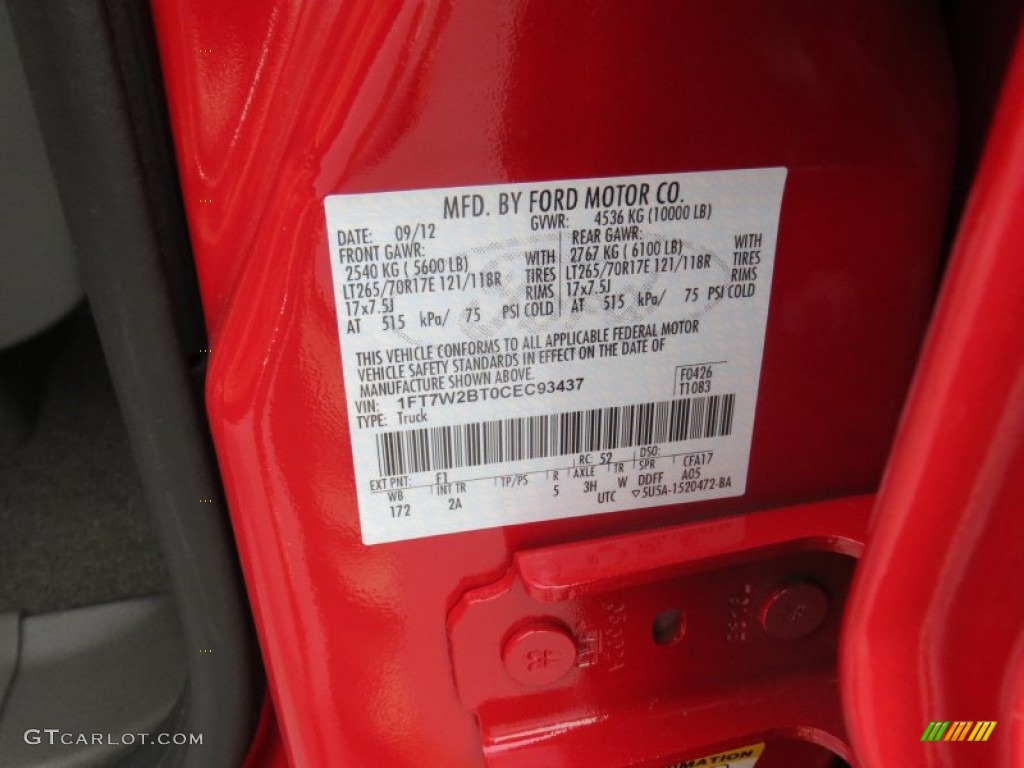 MFD. BY FORD MOTOR CO.
DATE: 09/12 GVWR: 4536 KG (10000 LB)
FRONT GAWR: REAR GAWR:
2540 KG ( 5600 LB) WITH 2767 KG ( 6100 LB) WITH
LT265/70R17E 121/118R TIRES LT265/70R17E 121/118R TIRES
17x7.5J RIMS 17x7.5J RIMS
AT 515 kPa/ 75 PSI COLD AT 515 kPa/ 75 PSI COLD
THIS VEHICLE CONFORMS TO ALL APPLICABLE FEDERAL MOTOR
VEHICLE SAFETY STANDARDS IN EFFECT ON THE DATE OF
MANUFACTURE SHOWN ABOVE.
VIN: 1FT7W2BT0CEC93437 F0426
TYPE: Truck T1083
EXT PNT: F1 RC: 52 DSO:
WB INT TR TP/PS R AXLE TR SPR CFA17
172 2A 5 3H W DDFF A05
UTC ▽5U5A-1520472-BA
GTCARLOT.COM